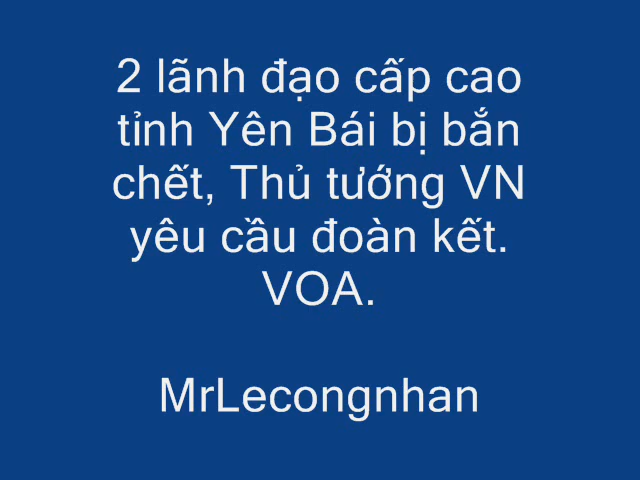 2 lãnh đạo cấp cao
tỉnh Yên Bái bị bắn
chết, Thủ tướng VN
yêu cầu đoàn kết.
VOA.
MrLecongnhan